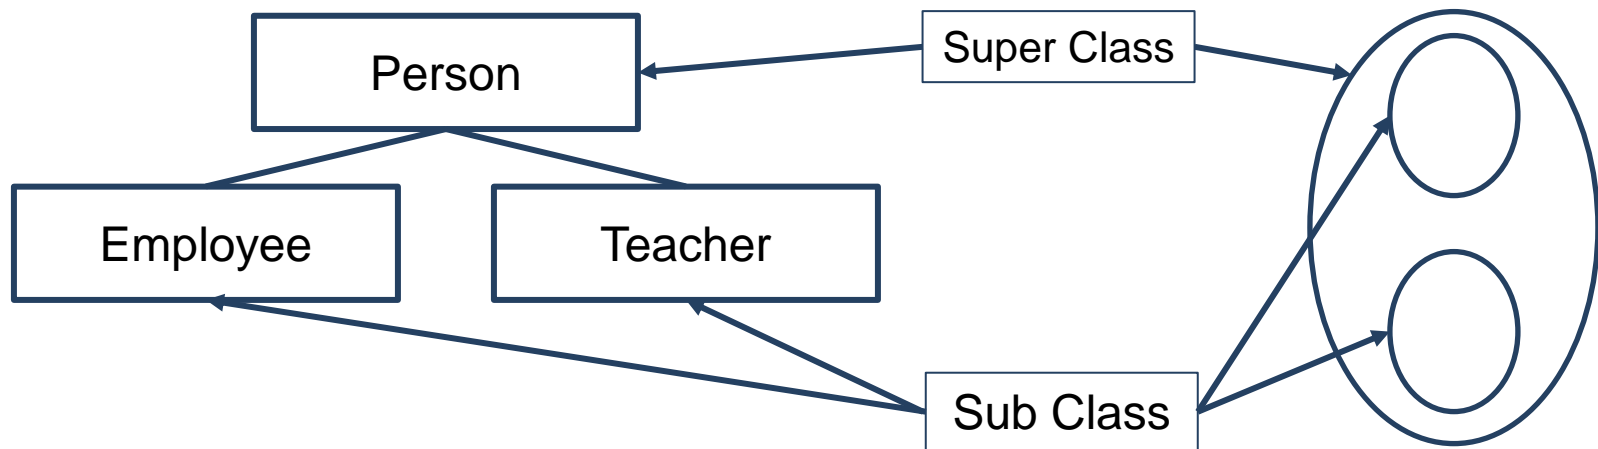 Person
Super Class
Employee
Teacher
Sub Class